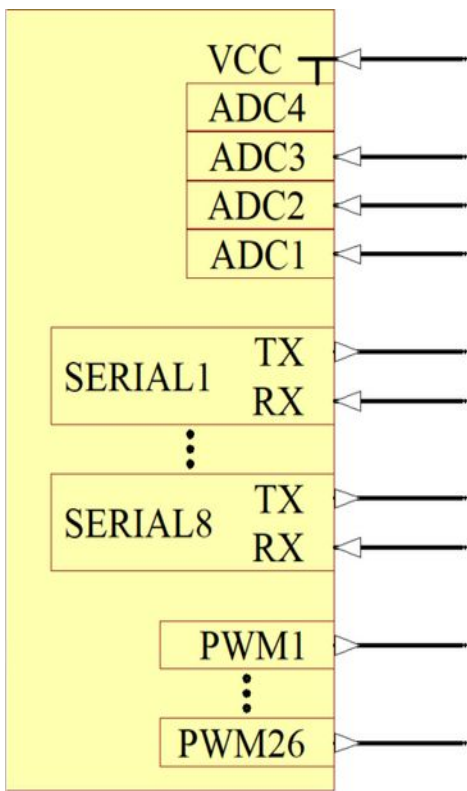 VCC
ADC4
ADC3
ADC2
ADC1
SERIAL1 TX
RX
SERIAL8 TX
RX
PWM1
PWM26